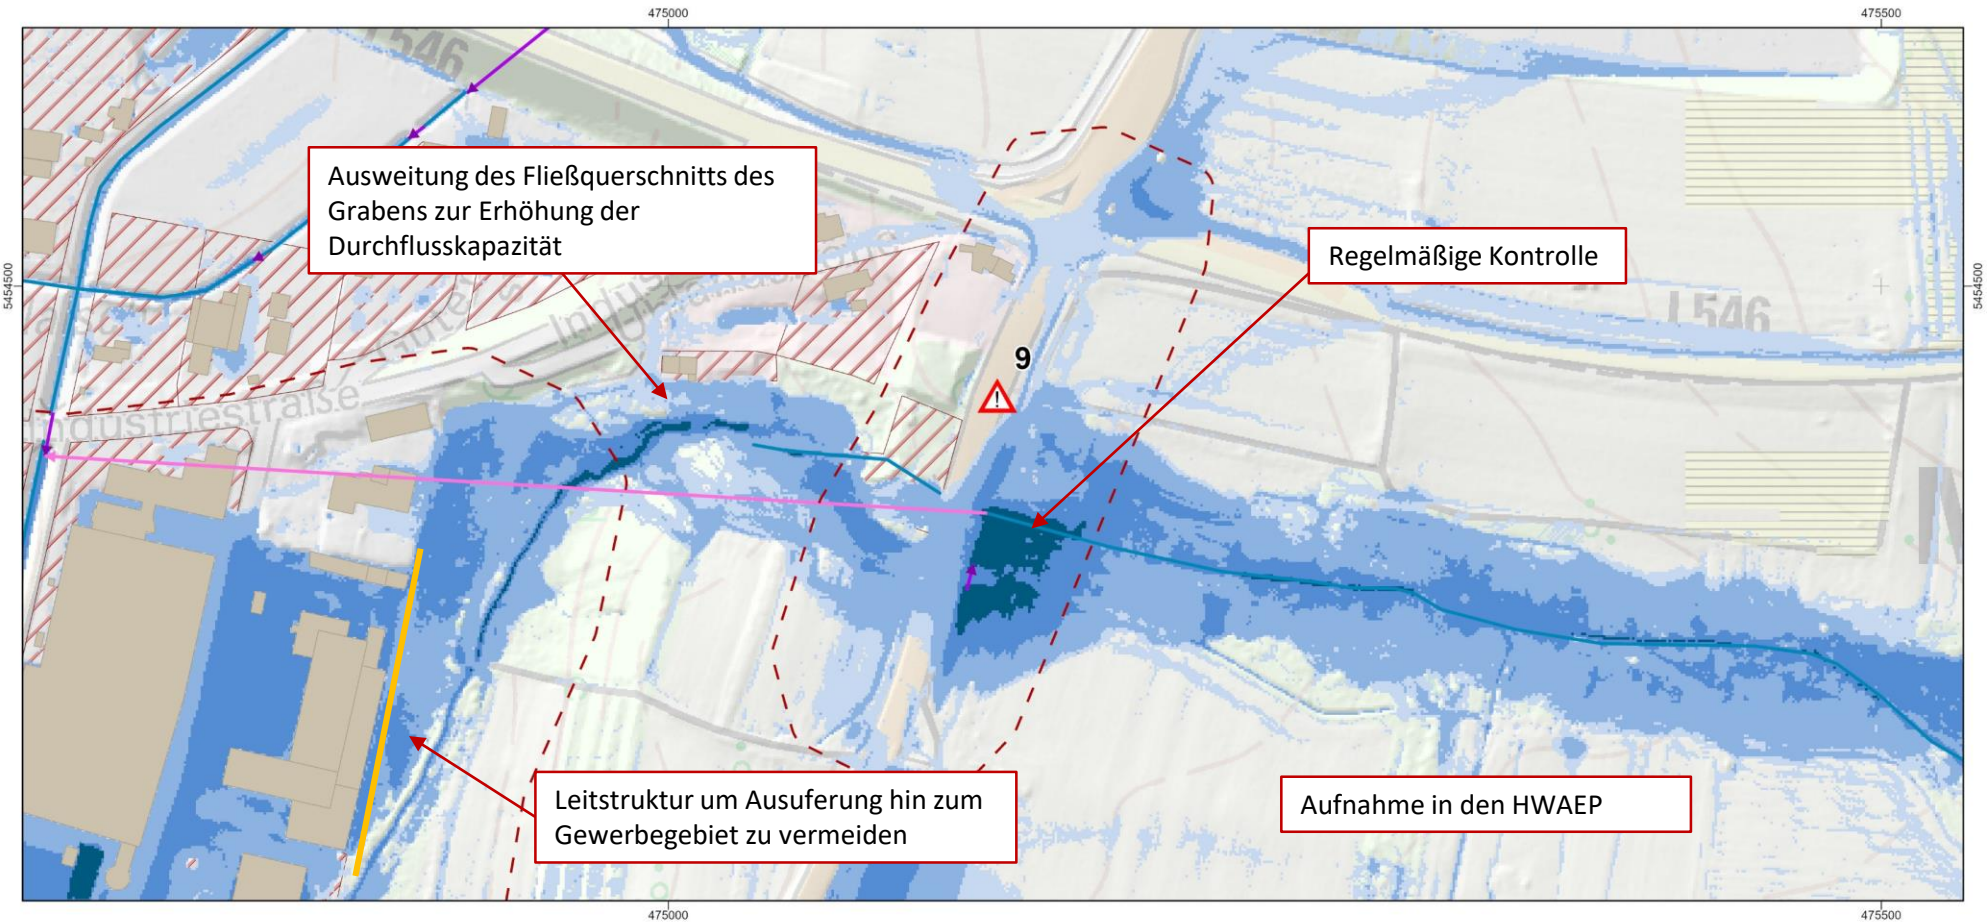 475000
475500
L546
Ausweitung des Fließquerschnitts des
Grabens zur Erhöhung der
Durchflusskapazität
Regelmäßige Kontrolle
5454500
5454500
L546
9
!
Industriestraße
Leitstruktur um Ausuferung hin zum
Gewerbegebiet zu vermeiden
Aufnahme in den HWAEP
475000
475500